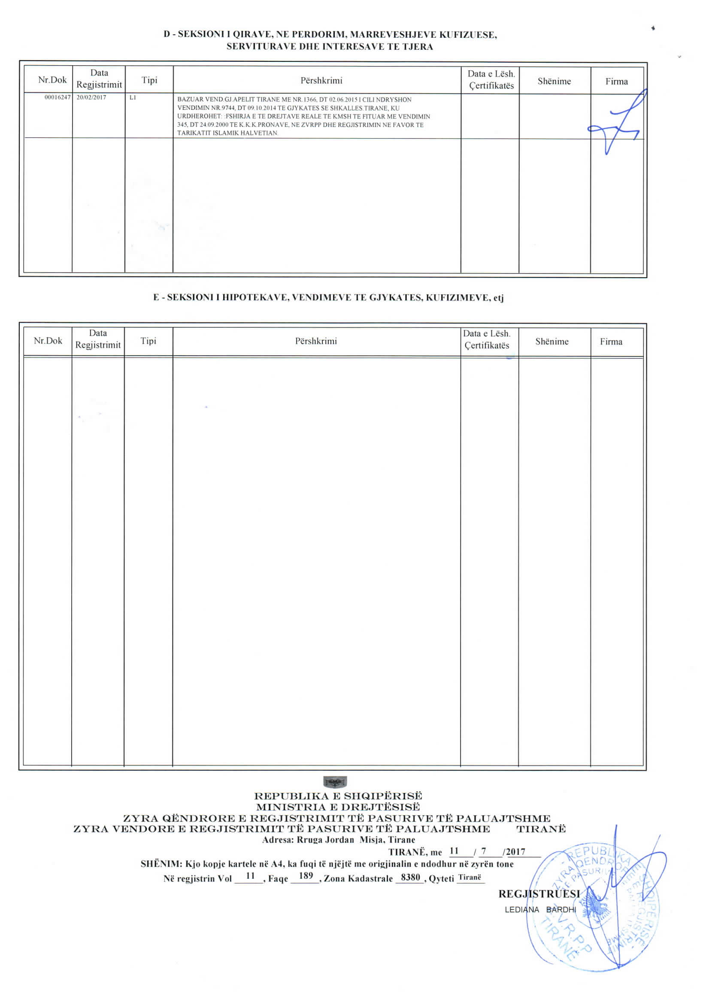 D - SEKSIONI I QIRAVE, NE PERDORIM, MARREVESHJEVE KUFIZUESE,
SERVITURAVE DHE INTERESAVE TE TJERA
Nr.Dok Data Regjistrimit Tipi Përshkrimi Data e Lësh. Çertifikatës Shënime Firma
00016247 20/02/2017 L1 BAZUAR VEND.GJ.APELIT TIRANE ME NR.1366, DT 02.06.2015 I CILI NDRYSHON
VENDIMIN NR.9744, DT 09.10.2014 TE GJYKATES SE SHKALLES.TIRANE, KU
URDHEROHET: :FSHIRJA E TE DREJTAVE REALE TE KMSH TE FITUAR ME VENDIMIN
345, DT 24.09.2000 TE K.K.K.PRONAVE, NE ZVRPP DHE REGJISTRIMIN NE FAVOR TE
TARIKATIT ISLAMIK HALVETIAN.
E - SEKSIONI I HIPOTEKAVE, VENDIMEVE TE GJYKATES, KUFIZIMEVE, etj
Nr.Dok Data Regjistrimit Tipi Përshkrimi Data e Lësh. Çertifikatës Shënime Firma
REPUBLIKA E SHQIPËRISË
MINISTRIA E DREJTËSISË
ZYRA QËNDRORE E REGJISTRIMIT TË PASURIVE TË PALUAJTSHME
ZYRA VENDORE E REGJISTRIMIT TË PASURIVE TË PALUAJTSHME TIRANË
Adresa: Rruga Jordan Misja, Tirane
TIRANË, me 11 / 7 /2017
SHËNIM: Kjo kopje kartele në A4, ka fuqi të njëjtë me origjinalin e ndodhur në zyrën tone
Në regjistrin Vol 11 , Faqe 189 , Zona Kadastrale 8380 , Qyteti Tiranë
REGJISTRUESI
LEDIANA BARDHI
- REPUBLIKA E SHQIPERISE -
ZYRA QENDRORE E REGJISTRIMIT
TE PASURIVE TE PALUAJTSHME
Z.V.R.P.P
TIRANË